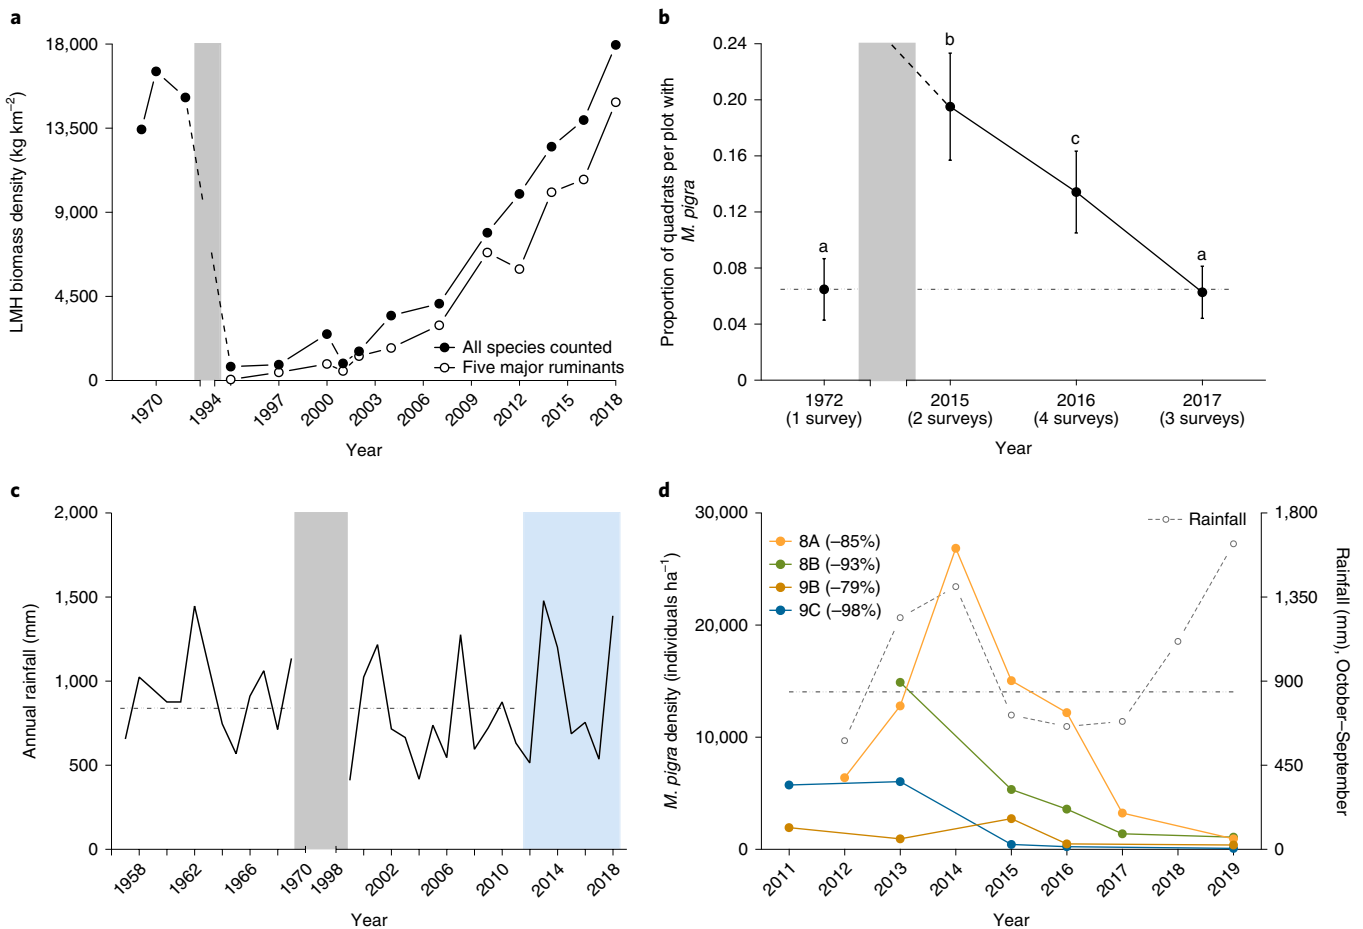 a
18,000
13,500
9,000
4,500
0
LMH biomass density (kg km−2)
All species counted
Five major ruminants
1970
1994
1997
2000
2003
2006
2009
2012
2015
2018
Year
b
0.24
0.20
0.16
0.12
0.08
0.04
0
Proportion of quadrats per plot with
M. pigra
a
b
c
a
1972
(1 survey)
2015
(2 surveys)
2016
(4 surveys)
2017
(3 surveys)
Year
c
2,000
1,500
1,000
500
0
Annual rainfall (mm)
1958
1962
1966
1970
1998
2002
2006
2010
2014
2018
Year
d
30,000
20,000
10,000
0
M. pigra density (individuals ha−1)
8A (–85%)
8B (–93%)
9B (–79%)
9C (–98%)
Rainfall
1,800
1,350
900
450
0
Rainfall (mm), October–September
2011
2012
2013
2014
2015
2016
2017
2018
2019
Year